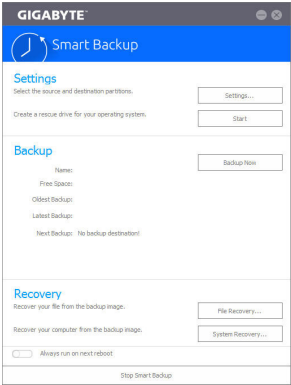 GIGABYTE™
Smart Backup
Settings
Select the source and destination partitions.
Settings...
Create a rescue drive for your operating system.
Start
Backup
Backup Now
Name:
Free Space:
Oldest Backup:
Latest Backup:
Next Backup: No backup destination!
Recovery
Recover your file from the backup image.
File Recovery...
Recover your computer from the backup image.
System Recovery...
Always run on next reboot
Stop Smart Backup